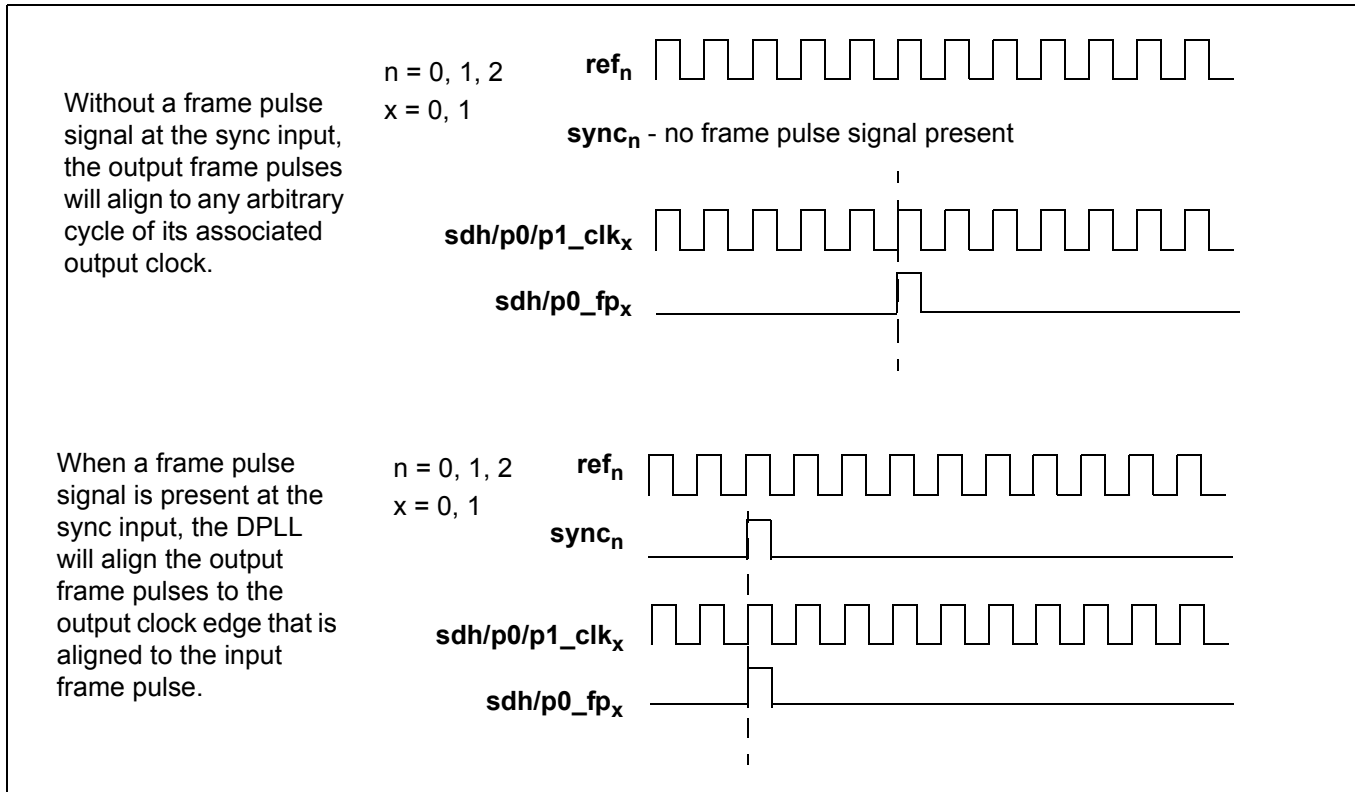 Without a frame pulse
signal at the sync input,
the output frame pulses
will align to any arbitrary
cycle of its associated
output clock.
n = 0, 1, 2
x = 0, 1
refn
syncn - no frame pulse signal present
sdh/p0/p1_clkx
sdh/p0_fpx
When a frame pulse
signal is present at the
sync input, the DPLL
will align the output
frame pulses to the
output clock edge that is
aligned to the input
frame pulse.
n = 0, 1, 2
x = 0, 1
refn
syncn
sdh/p0/p1_clkx
sdh/p0_fpx